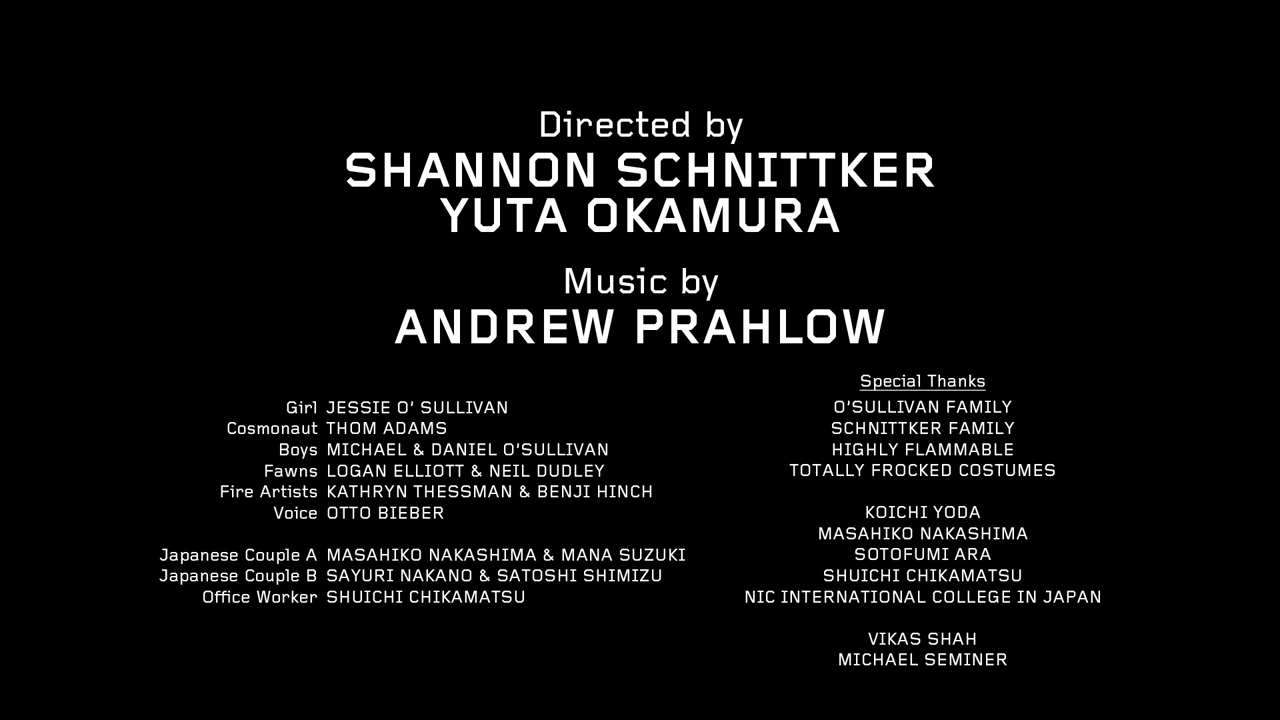 Directed by
SHANNON SCHNITTKER
YUTA OKAMURA
Music by
ANDREW PRAHLOW
Girl JESSIE O' SULLIVAN
Cosmonaut THOM ADAMS
Boys MICHAEL & DANIEL O'SULLIVAN
Fawns LOGAN ELLIOTT & NEIL DUDLEY
Fire Artists KATHRYN THESSMAN & BENJI HINCH
Voice OTTO BIEBER
Japanese Couple A MASAHIKO NAKASHIMA & MANA SUZUKI
Japanese Couple B SAYURI NAKANO & SATOSHI SHIMIZU
Office Worker SHUICHI CHIKAMATSU
Special Thanks
O'SULLIVAN FAMILY
SCHNITTKER FAMILY
HIGHLY FLAMMABLE
TOTALLY FROCKED COSTUMES
KOICHI YODA
MASAHIKO NAKASHIMA
SOTOFUMI ARA
SHUICHI CHIKAMATSU
NIC INTERNATIONAL COLLEGE IN JAPAN
VIKAS SHAH
MICHAEL SEMINER